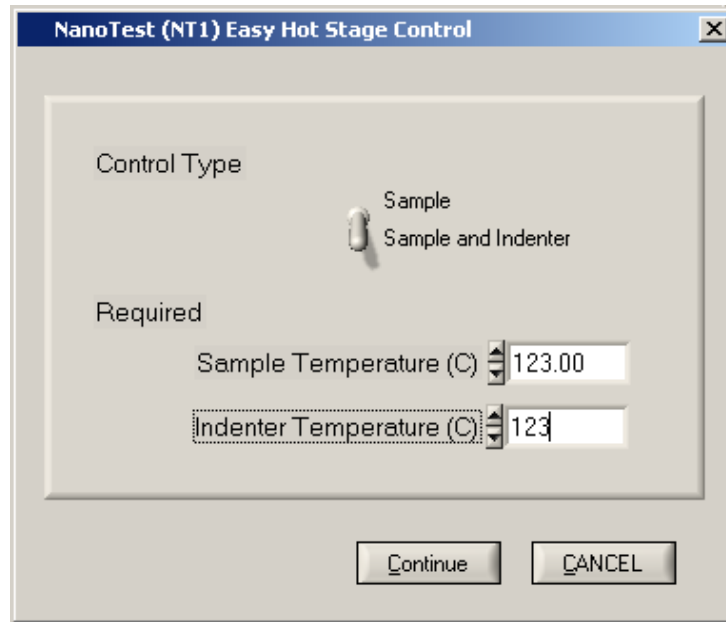 NanoTest (NT1) Easy Hot Stage Control
Control Type
Sample
Sample and Indenter
Required
Sample Temperature (C) 123.00
Indenter Temperature (C) 123
Continue CANCEL